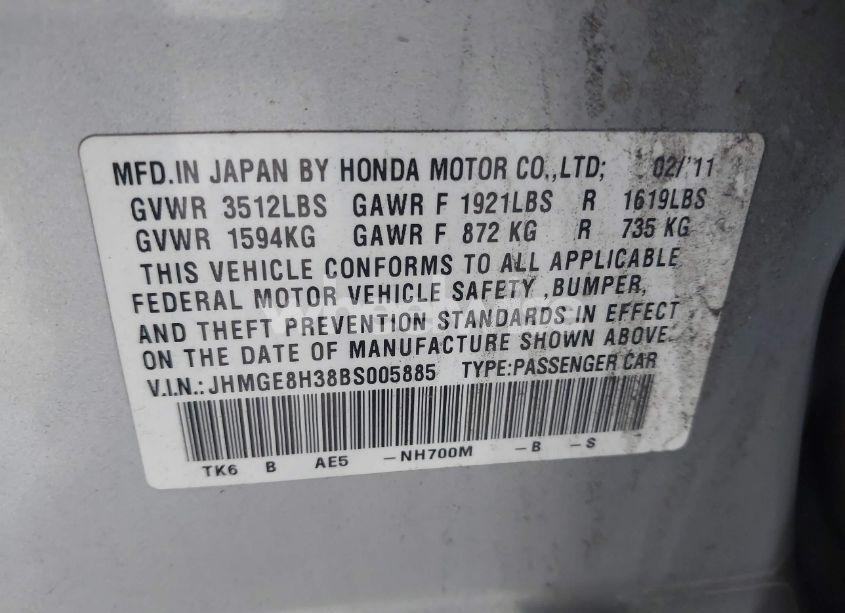 MFD.IN JAPAN BY HONDA MOTOR CO.,LTD; 02/'11
GVWR 3512LBS GAWR F 1921LBS R 1619LBS
GVWR 1594KG GAWR F 872 KG R 735 KG
THIS VEHICLE CONFORMS TO ALL APPLICABLE
FEDERAL MOTOR VEHICLE SAFETY ,BUMPER,
AND THEFT PREVENTION STANDARDS IN EFFECT
ON THE DATE OF MANUFACTURE SHOWN ABOVE.
V.I.N.: JHMGE8H38BS005885 TYPE:PASSENGER CAR
TK6 B AE5 -NH700M -B -S